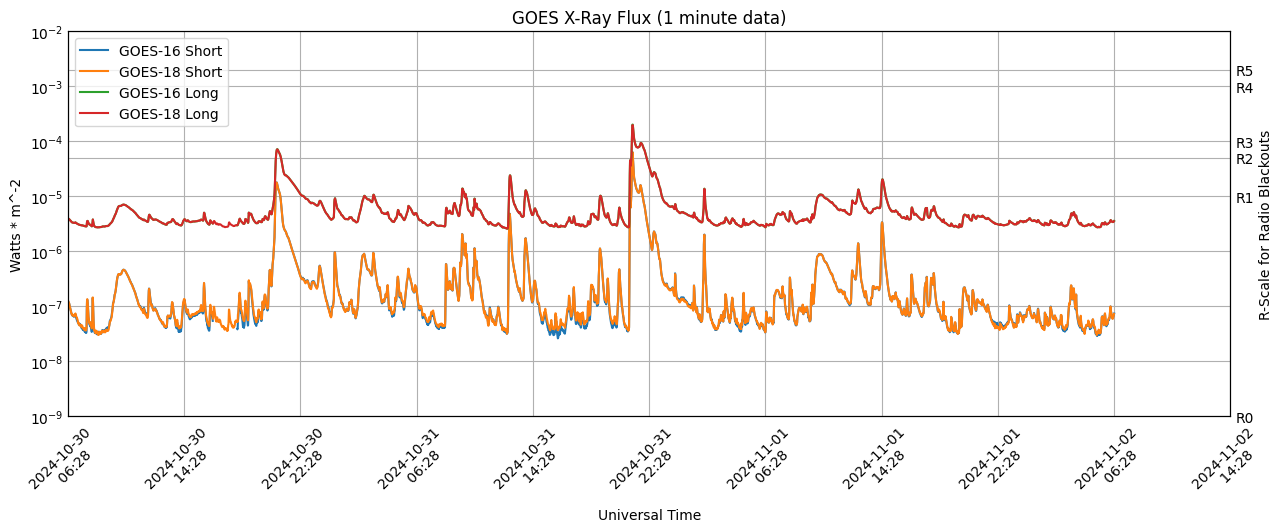 GOES X-Ray Flux (1 minute data)
GOES-16 Short
GOES-18 Short
GOES-16 Long
GOES-18 Long
10^-2
10^-3
10^-4
10^-5
10^-6
10^-7
10^-8
10^-9
Watts * m^-2
R5
R4
R3
R2
R1
R0
R-Scale for Radio Blackouts
2024-10-30
06:28
2024-10-30
14:28
2024-10-30
22:28
2024-10-31
06:28
2024-10-31
14:28
2024-10-31
22:28
2024-11-01
06:28
2024-11-01
14:28
2024-11-01
22:28
2024-11-02
06:28
2024-11-02
14:28
Universal Time